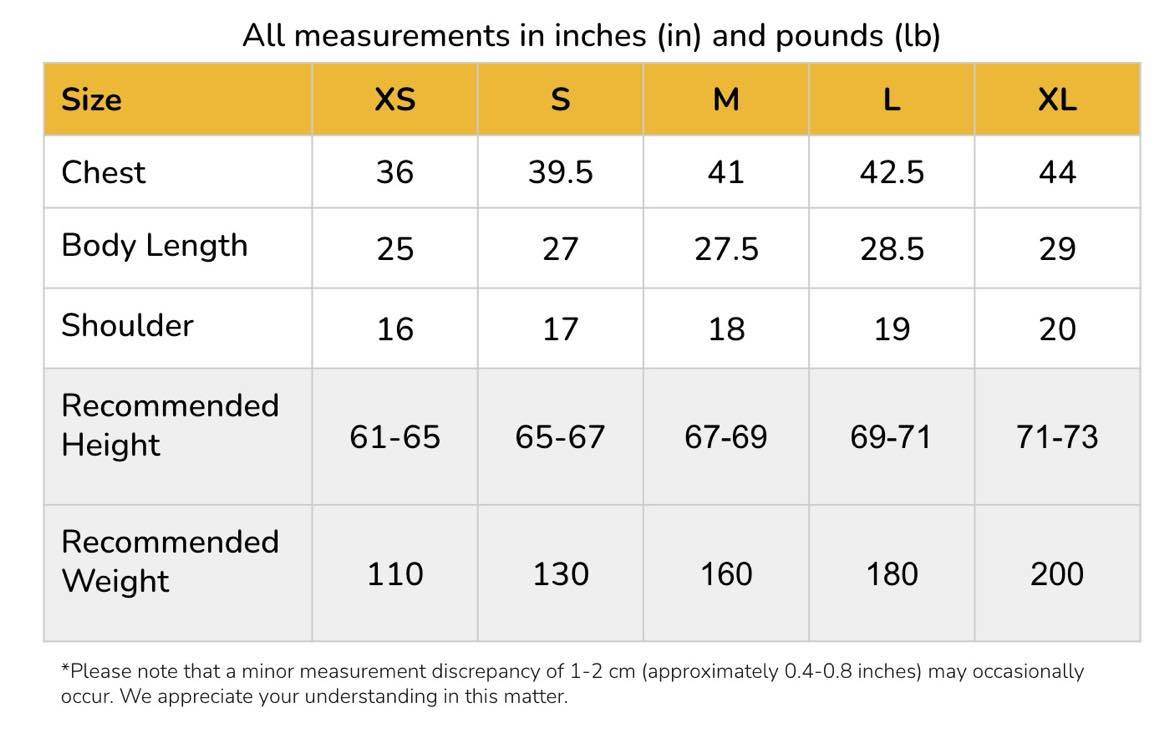 All measurements in inches (in) and pounds (lb)
Size XS S M L XL
Chest 36 39.5 41 42.5 44
Body Length 25 27 27.5 28.5 29
Shoulder 16 17 18 19 20
Recommended
Height 61-65 65-67 67-69 69-71 71-73
Recommended
Weight 110 130 160 180 200
*Please note that a minor measurement discrepancy of 1-2 cm (approximately 0.4-0.8 inches) may occasionally
occur. We appreciate your understanding in this matter.